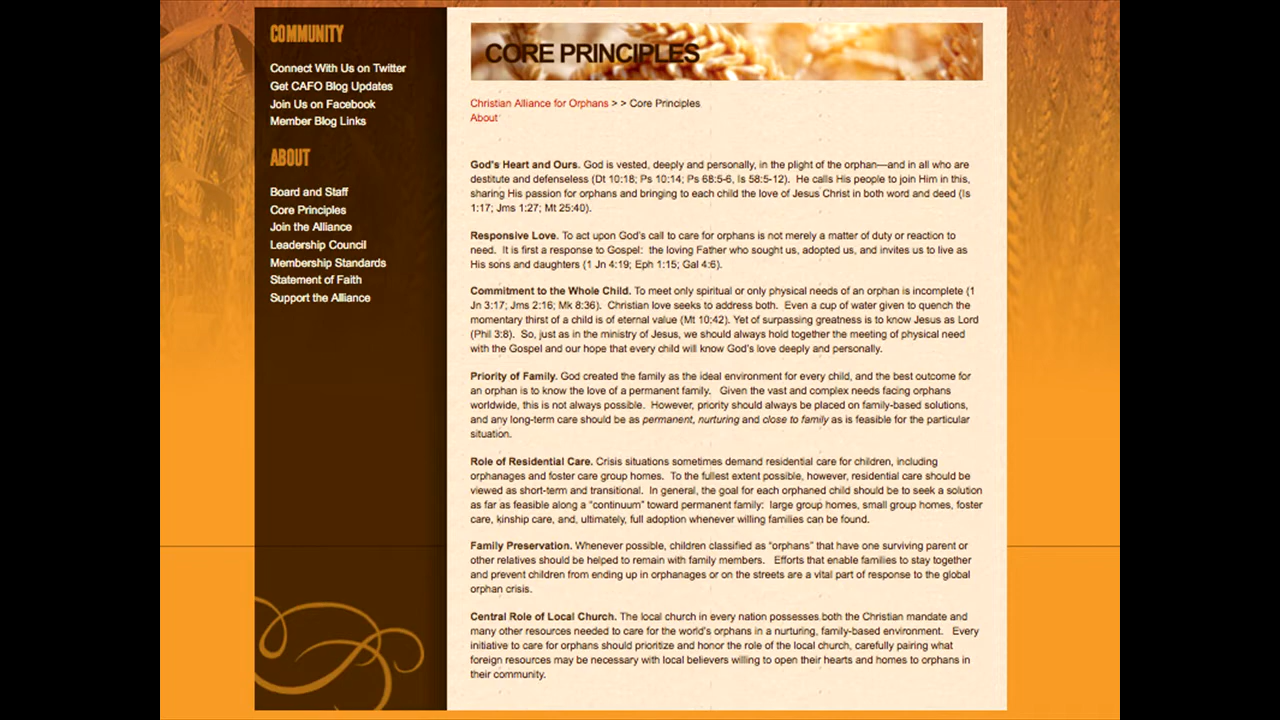 COMMUNITY
Connect With Us on Twitter
Get CAFO Blog Updates
Join Us on Facebook
Member Blog Links
ABOUT
Board and Staff
Core Principles
Join the Alliance
Leadership Council
Membership Standards
Statement of Faith
Support the Alliance
CORE PRINCIPLES
Christian Alliance for Orphans > > Core Principles
About
God's Heart and Ours. God is vested, deeply and personally, in the plight of the orphan—and in all who are
destitute and defenseless (Dt 10:18; Ps 10:14; Ps 68:5-6, Is 58:5-12). He calls His people to join Him in this,
sharing His passion for orphans and bringing to each child the love of Jesus Christ in both word and deed (Is
1:17; Jms 1:27; Mt 25:40).
Responsive Love. To act upon God's call to care for orphans is not merely a matter of duty or reaction to
need. It is first a response to Gospel: the loving Father who sought us, adopted us, and invites us to live as
His sons and daughters (1 Jn 4:19; Eph 1:15; Gal 4:6).
Commitment to the Whole Child. To meet only spiritual or only physical needs of an orphan is incomplete (1
Jn 3:17; Jms 2:16; Mk 8:36). Christian love seeks to address both. Even a cup of water given to quench the
momentary thirst of a child is of eternal value (Mt 10:42). Yet of surpassing greatness is to know Jesus as Lord
(Phil 3:8). So, just as in the ministry of Jesus, we should always hold together the meeting of physical need
with the Gospel and our hope that every child will know God's love deeply and personally.
Priority of Family. God created the family as the ideal environment for every child, and the best outcome for
an orphan is to know the love of a permanent family. Given the vast and complex needs facing orphans
worldwide, this is not always possible. However, priority should always be placed on family-based solutions,
and any long-term care should be as permanent, nurturing and close to family as is feasible for the particular
situation.
Role of Residential Care. Crisis situations sometimes demand residential care for children, including
orphanages and foster care group homes. To the fullest extent possible, however, residential care should be
viewed as short-term and transitional. In general, the goal for each orphaned child should be to seek a solution
as far as feasible along a “continuum” toward permanent family: large group homes, small group homes, foster
care, kinship care, and, ultimately, full adoption whenever willing families can be found.
Family Preservation. Whenever possible, children classified as “orphans” that have one surviving parent or
other relatives should be helped to remain with family members. Efforts that enable families to stay together
and prevent children from ending up in orphanages or on the streets are a vital part of response to the global
orphan crisis.
Central Role of Local Church. The local church in every nation possesses both the Christian mandate and
many other resources needed to care for the world's orphans in a nurturing, family-based environment. Every
initiative to care for orphans should prioritize and honor the role of the local church, carefully pairing what
foreign resources may be necessary with local believers willing to open their hearts and homes to orphans in
their community.